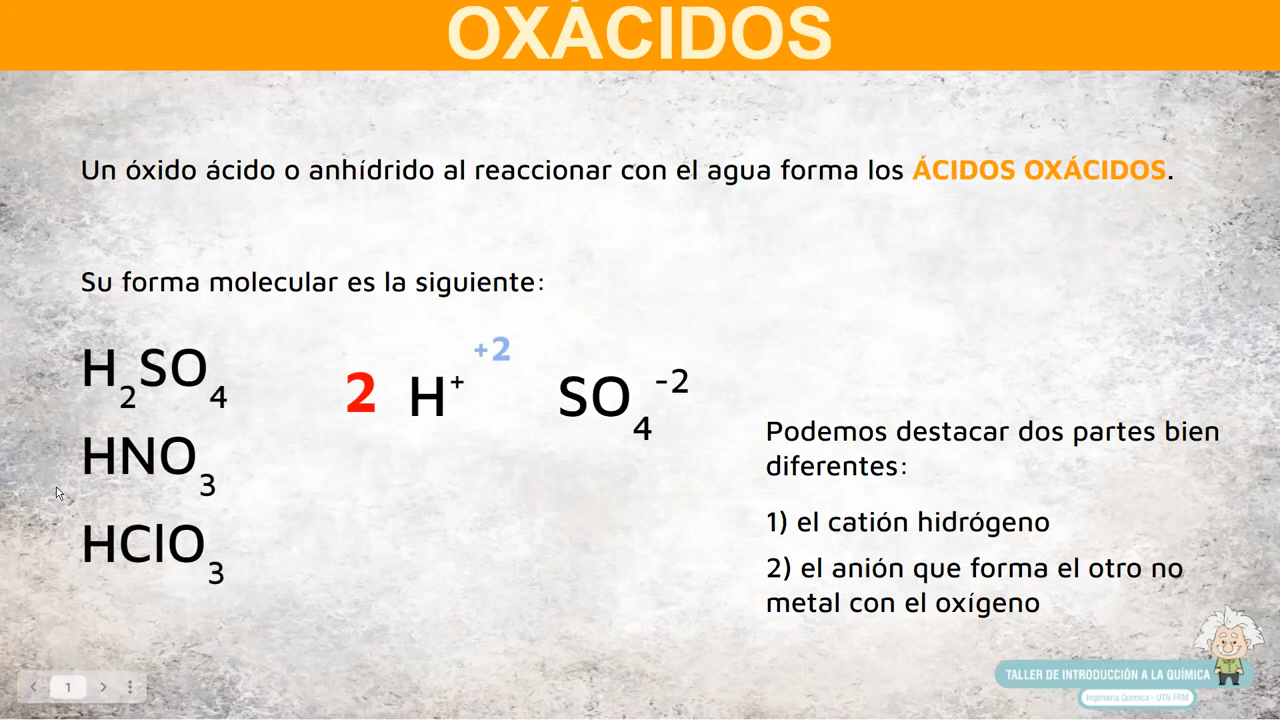 OXÁCIDOS
Un óxido ácido o anhídrido al reaccionar con el agua forma los ÁCIDOS OXÁCIDOS.
Su forma molecular es la siguiente:
H₂SO₄
2 H⁺ ⁺² SO₄⁻²
HNO₃
HClO₃
Podemos destacar dos partes bien
diferentes:
1) el catión hidrógeno
2) el anión que forma el otro no
metal con el oxígeno
1
TALLER DE INTRODUCCIÓN A LA QUÍMICA
Ingeniería Química - UTN FRM